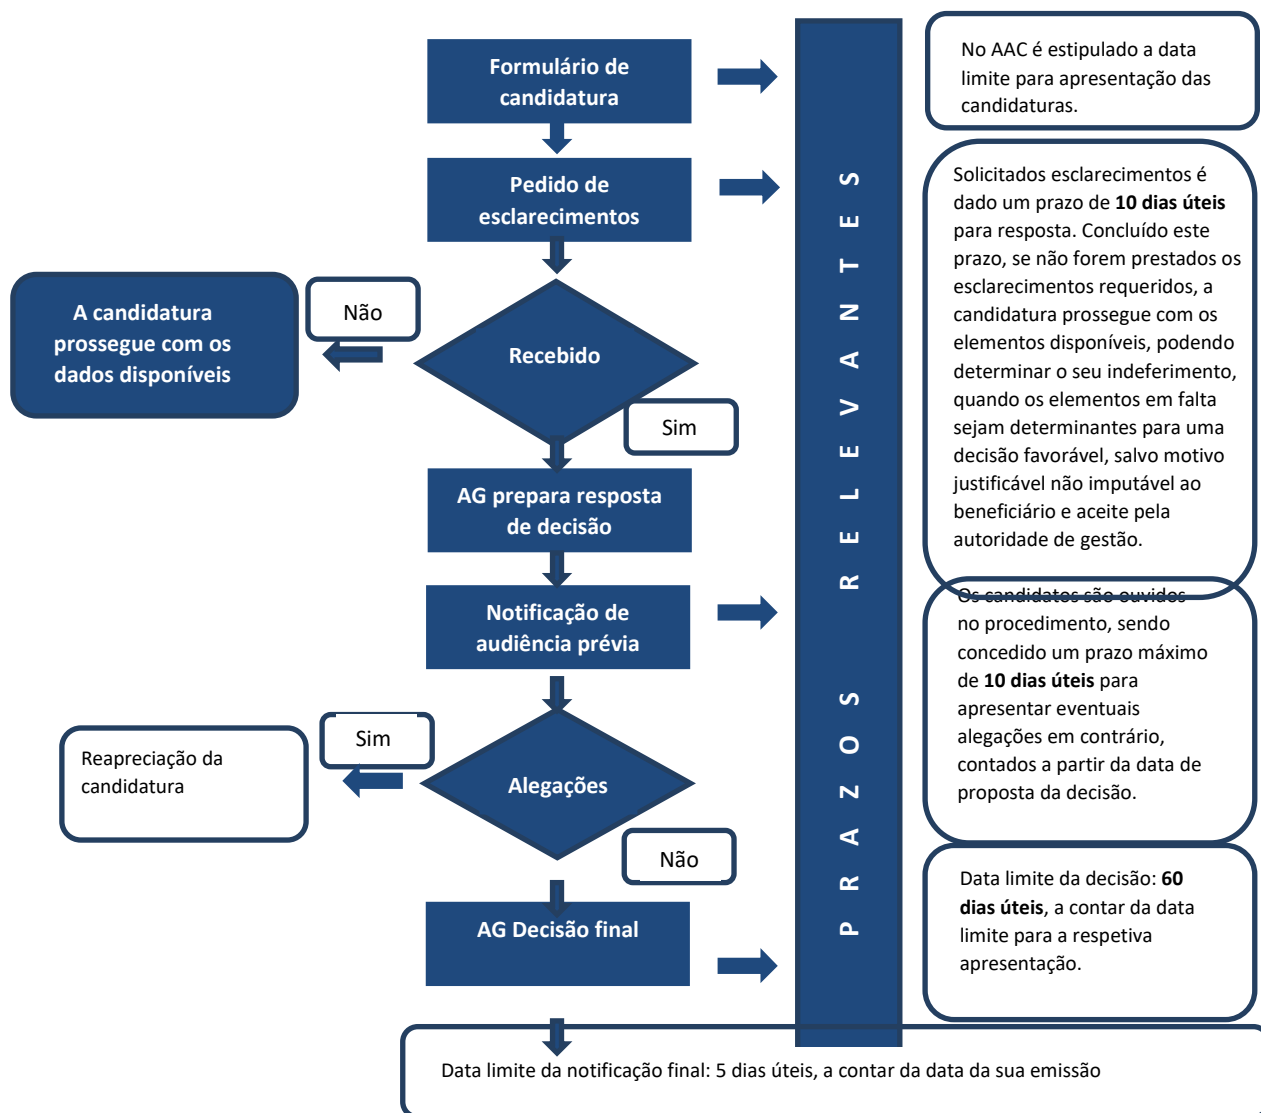 Formulário de
candidatura
No AAC é estipulado a data
limite para apresentação das
candidaturas.
Pedido de
esclarecimentos
Solicitados esclarecimentos é
dado um prazo de 10 dias úteis
para resposta. Concluído este
prazo, se não forem prestados os
esclarecimentos requeridos, a
candidatura prossegue com os
elementos disponíveis, podendo
determinar o seu indeferimento,
quando os elementos em falta
sejam determinantes para uma
decisão favorável, salvo motivo
justificável não imputável ao
beneficiário e aceite pela
autoridade de gestão.
A candidatura
prossegue com os
dados disponíveis
Não
Recebido
Sim
AG prepara resposta
de decisão
Notificação de
audiência prévia
Os candidatos são ouvidos
no procedimento, sendo
concedido um prazo máximo
de 10 dias úteis para
apresentar eventuais
alegações em contrário,
contados a partir da data de
proposta da decisão.
Reapreciação da
candidatura
Sim
Alegações
Não
AG Decisão final
Data limite da decisão: 60
dias úteis, a contar da data
limite para a respetiva
apresentação.
PRAZOS RELEVANTES
Data limite da notificação final: 5 dias úteis, a contar da data da sua emissão